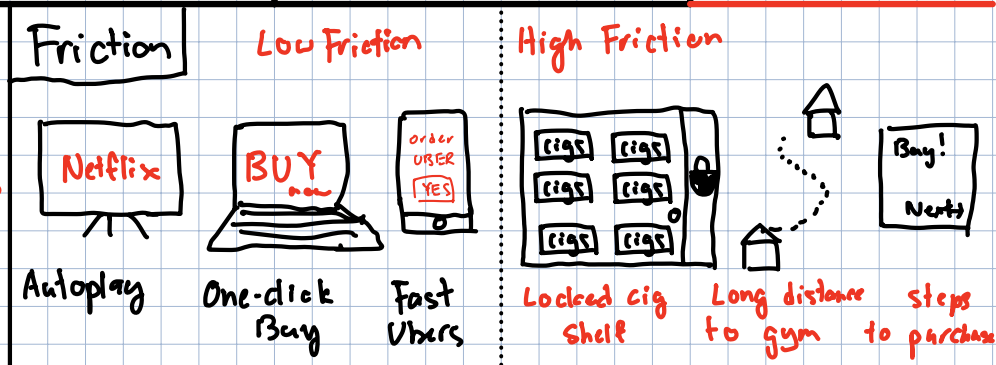 Friction
Low Friction
High Friction
Netflix
BUY
now
order
UBER
YES
cigs cigs
cigs cigs
cigs cigs
Buy!
Next→
Autoplay
One-click
Buy
Fast
Ubers
Locked cig
shelf
Long distance
to gym
steps
to purchase